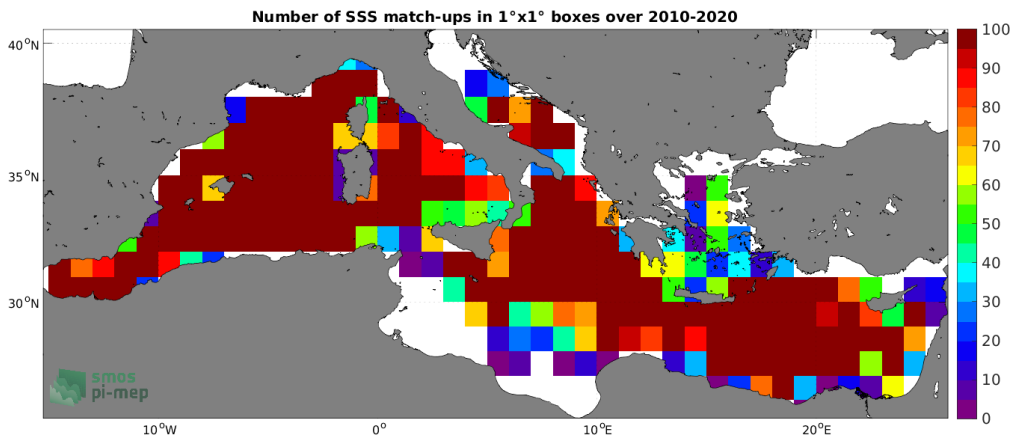 Number of SSS match-ups in 1°x1° boxes over 2010-2020
40°N
35°N
30°N
10°W
0°
10°E
20°E
100
90
80
70
60
50
40
30
20
10
0
smos
pi-mep